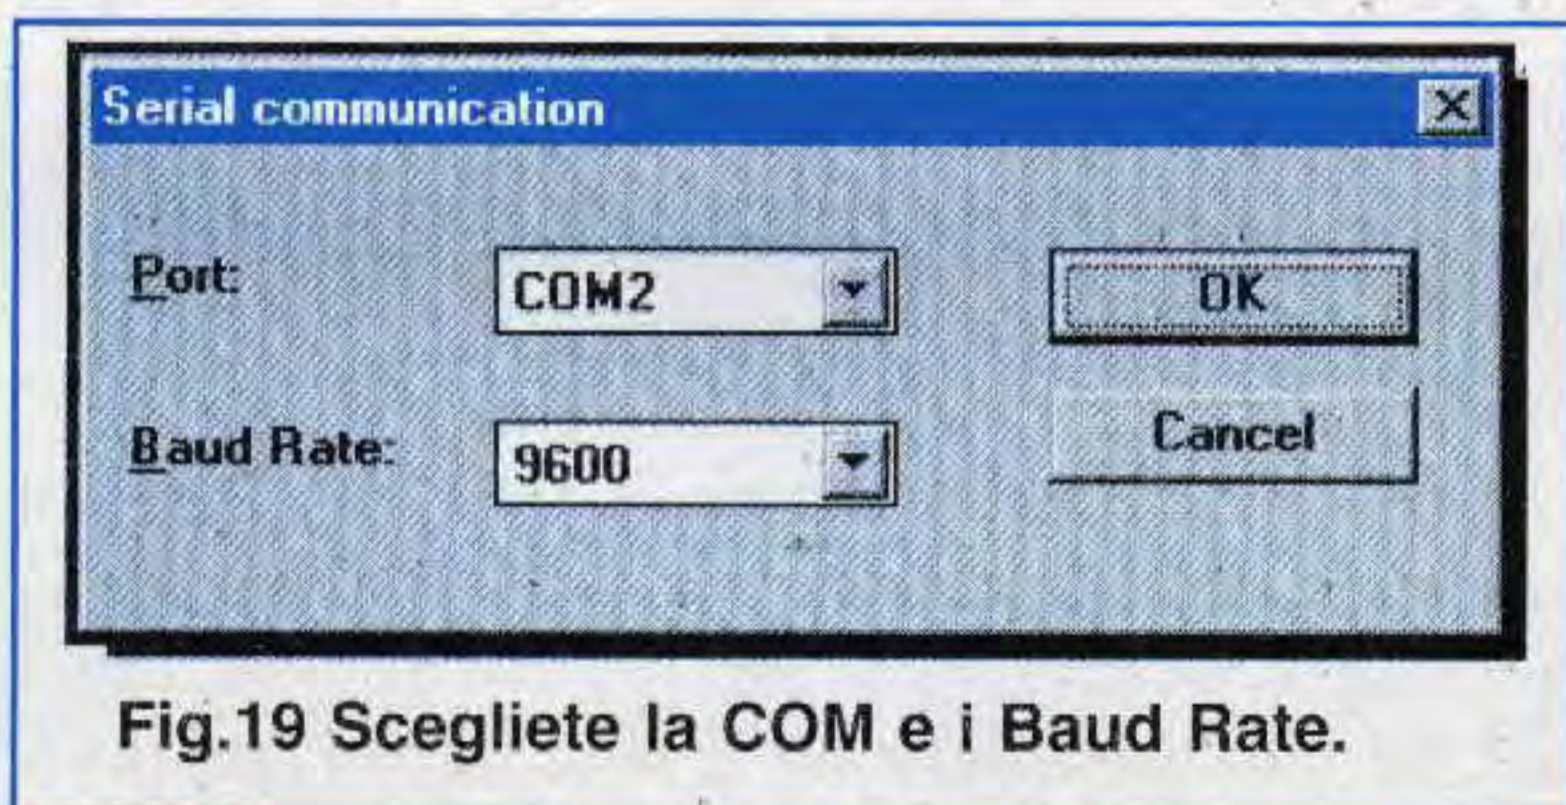 Serial communication
Port: COM2 OK
Baud Rate: 9600 Cancel
Fig.19 Scegliete la COM e i Baud Rate.